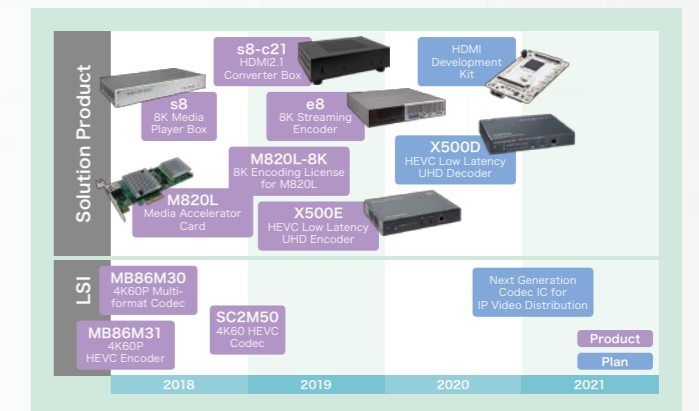 Solution Product
s8-c21
HDMI2.1
Converter Box
HDMI
Development
Kit
s8
8K Media
Player Box
e8
8K Streaming
Encoder
X500D
HEVC Low Latency
UHD Decoder
M820L-8K
8K Encoding License
for M820L
M820L
Media Accelerator
Card
X500E
HEVC Low Latency
UHD Encoder
LSI
MB86M30
4K60P Multi-
format Codec
Next Generation
Codec IC for
IP Video Distribution
SC2M50
4K60 HEVC
Codec
MB86M31
4K60P
HEVC Encoder
Product
Plan
2018
2019
2020
2021